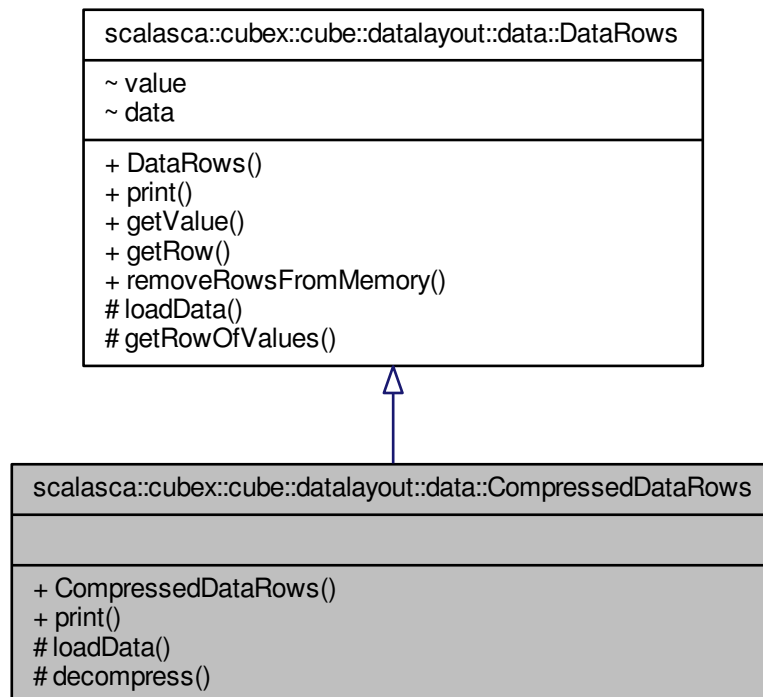 scalasca::cubex::cube::datalayout::data::DataRows
~ value
~ data
+ DataRows()
+ print()
+ getValue()
+ getRow()
+ removeRowsFromMemory()
# loadData()
# getRowOfValues()
scalasca::cubex::cube::datalayout::data::CompressedDataRows
+ CompressedDataRows()
+ print()
# loadData()
# decompress()